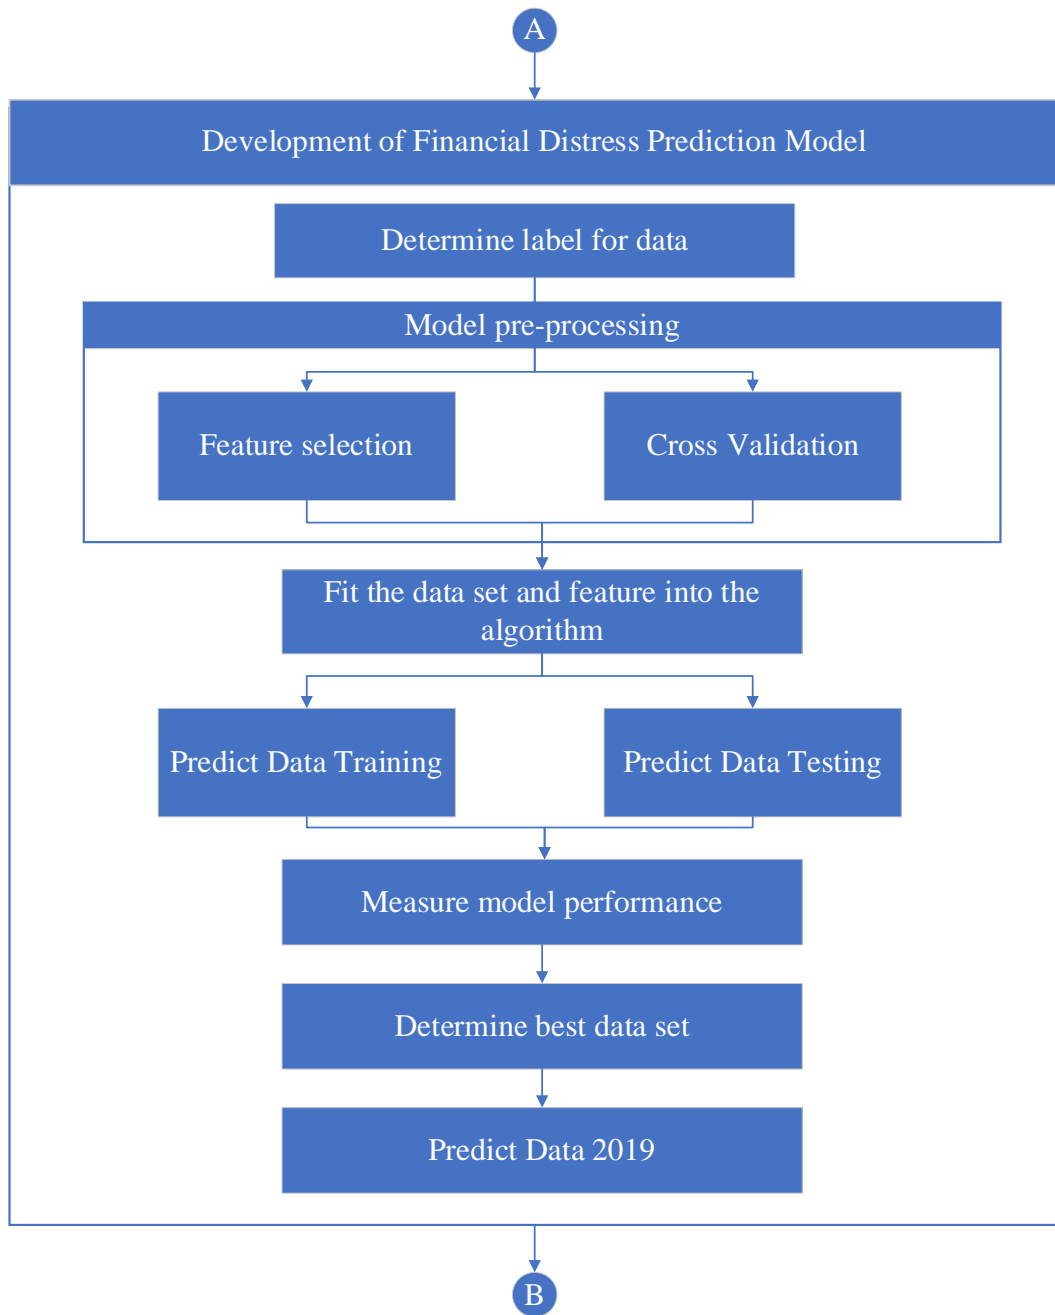 A
Development of Financial Distress Prediction Model
Determine label for data
Model pre-processing
Feature selection
Cross Validation
Fit the data set and feature into the
algorithm
Predict Data Training
Predict Data Testing
Measure model performance
Determine best data set
Predict Data 2019
B